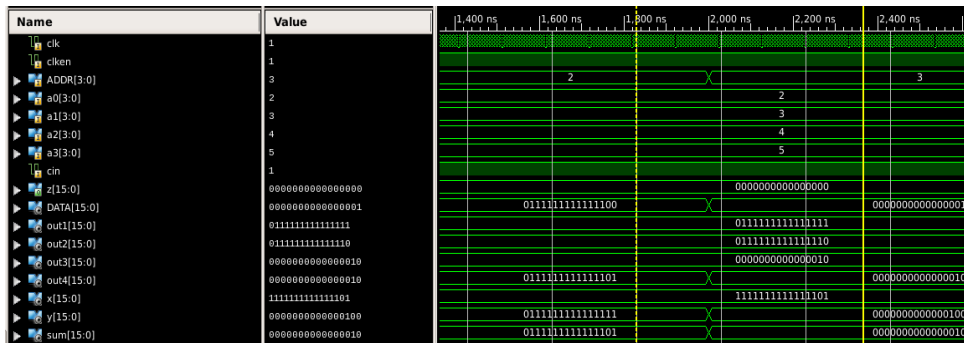 Name Value 1,400 ns 1,600 ns 1,800 ns 2,000 ns 2,200 ns 2,400 ns
clk 1
clken 1
ADDR[3:0] 3 2 3
a0[3:0] 2 2
a1[3:0] 3 3
a2[3:0] 4 4
a3[3:0] 5 5
cin 1
z[15:0] 0000000000000000 0000000000000000
DATA[15:0] 0000000000000001 0111111111111100 0000000000000001
out1[15:0] 0111111111111111 0111111111111111
out2[15:0] 0111111111111110 0111111111111110
out3[15:0] 0000000000000010 0000000000000010
out4[15:0] 0000000000000010 0111111111111101 0000000000000010
x[15:0] 1111111111111101 1111111111111101
y[15:0] 0000000000000100 0111111111111111 0000000000000100
sum[15:0] 0000000000000010 0111111111111101 0000000000000010